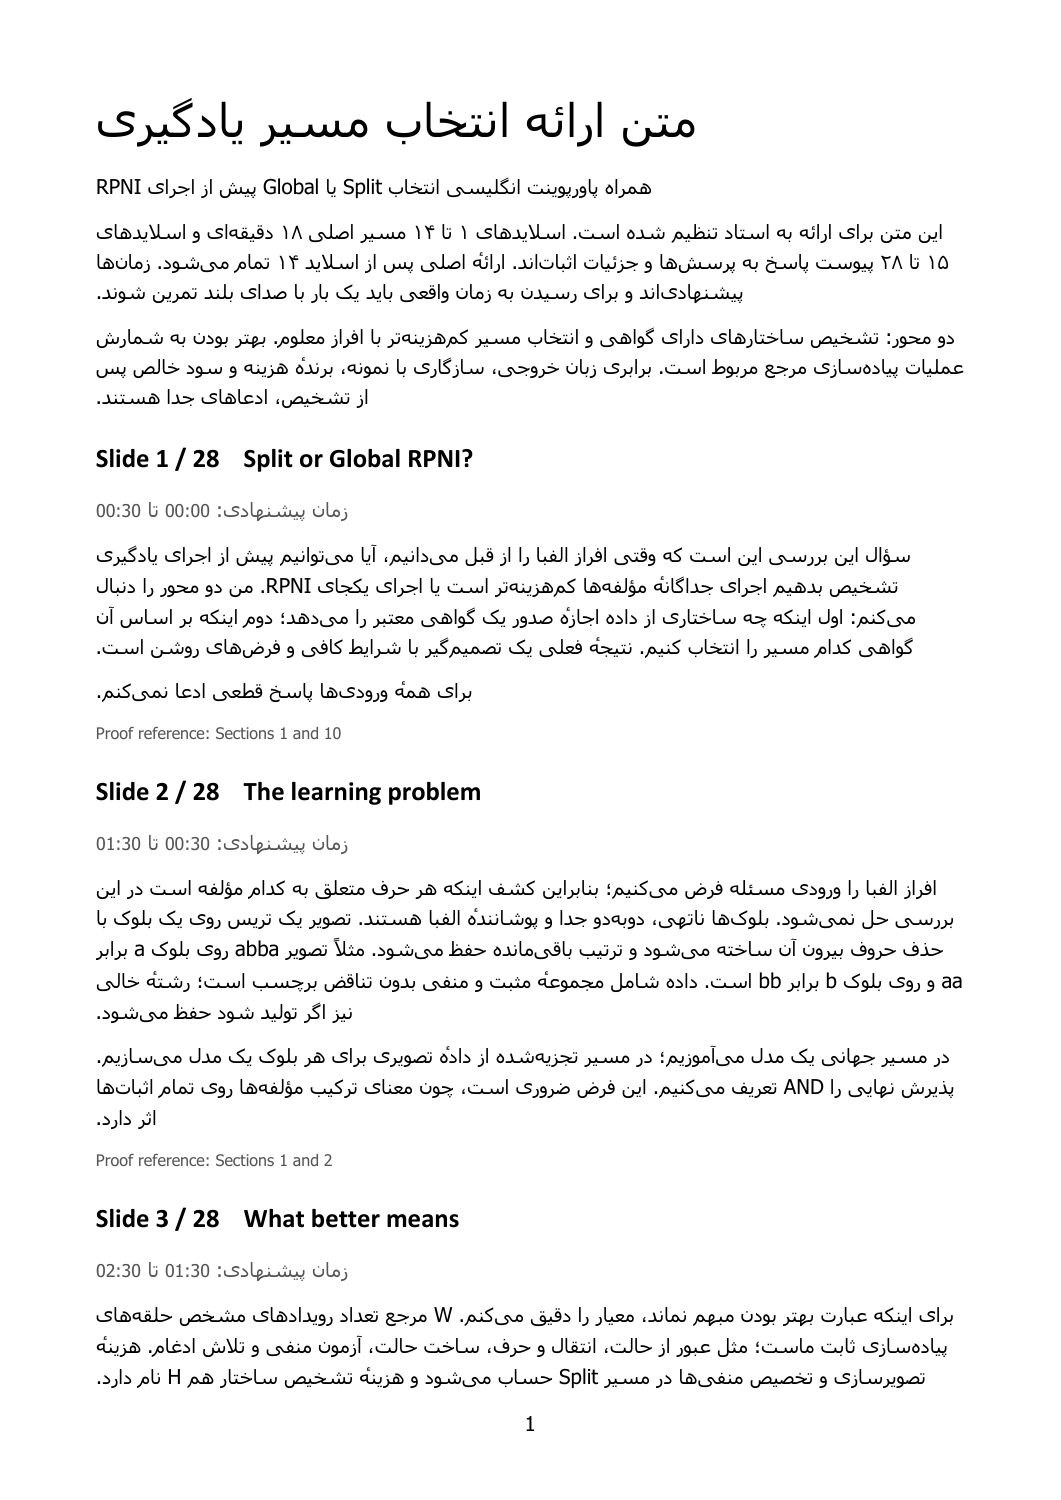 متن ارائه انتخاب مسیر یادگیری
همراه پاورپوینت انگلیسی انتخاب Split یا Global پیش از اجرای RPNI
این متن برای ارائه به استاد تنظیم شده است. اسلایدهای ۱ تا ۱۴ مسیر اصلی ۱۸ دقیقه‌ای و اسلایدهای
۱۵ تا ۲۸ پیوست پاسخ به پرسش‌ها و جزئیات اثبات‌اند. ارائهٔ اصلی پس از اسلاید ۱۴ تمام می‌شود. زمان‌ها
پیشنهادی‌اند و برای رسیدن به زمان واقعی باید یک بار با صدای بلند تمرین شوند.
دو محور: تشخیص ساختارهای دارای گواهی و انتخاب مسیر کم‌هزینه‌تر با افراز معلوم. بهتر بودن به شمارش
عملیات پیاده‌سازی مرجع مربوط است. برابری زبان خروجی، سازگاری با نمونه، برندهٔ هزینه و سود خالص پس
از تشخیص، ادعاهای جدا هستند.
Slide 1 / 28 Split or Global RPNI?
زمان پیشنهادی: 00:00 تا 00:30
سؤال این بررسی این است که وقتی افراز الفبا را از قبل می‌دانیم، آیا می‌توانیم پیش از اجرای یادگیری
تشخیص بدهیم اجرای جداگانهٔ مؤلفه‌ها کم‌هزینه‌تر است یا اجرای یکجای RPNI. من دو محور را دنبال
می‌کنم: اول اینکه چه ساختاری از داده اجازهٔ صدور یک گواهی معتبر را می‌دهد؛ دوم اینکه بر اساس آن
گواهی کدام مسیر را انتخاب کنیم. نتیجهٔ فعلی یک تصمیم‌گیر با شرایط کافی و فرض‌های روشن است.
برای همهٔ ورودی‌ها پاسخ قطعی ادعا نمی‌کنم.
Proof reference: Sections 1 and 10
Slide 2 / 28 The learning problem
زمان پیشنهادی: 00:30 تا 01:30
افراز الفبا را ورودی مسئله فرض می‌کنیم؛ بنابراین کشف اینکه هر حرف متعلق به کدام مؤلفه است در این
بررسی حل نمی‌شود. بلوک‌ها ناتهی، دوبه‌دو جدا و پوشانندهٔ الفبا هستند. تصویر یک تریس روی یک بلوک با
حذف حروف بیرون آن ساخته می‌شود و ترتیب باقی‌مانده حفظ می‌شود. مثلاً تصویر abba روی بلوک a برابر
aa و روی بلوک b برابر bb است. داده شامل مجموعهٔ مثبت و منفی بدون تناقض برچسب است؛ رشتهٔ خالی
نیز اگر تولید شود حفظ می‌شود.
در مسیر جهانی یک مدل می‌آموزیم؛ در مسیر تجزیه‌شده از دادهٔ تصویری برای هر بلوک یک مدل می‌سازیم.
پذیرش نهایی را AND تعریف می‌کنیم. این فرض ضروری است، چون معنای ترکیب مؤلفه‌ها روی تمام اثبات‌ها
اثر دارد.
Proof reference: Sections 1 and 2
Slide 3 / 28 What better means
زمان پیشنهادی: 01:30 تا 02:30
برای اینکه عبارت بهتر بودن مبهم نماند، معیار را دقیق می‌کنم. W مرجع تعداد رویدادهای مشخص حلقه‌های
پیاده‌سازی ثابت ماست؛ مثل عبور از حالت، انتقال و حرف، ساخت حالت، آزمون منفی و تلاش ادغام. هزینهٔ
تصویرسازی و تخصیص منفی‌ها در مسیر Split حساب می‌شود و هزینهٔ تشخیص ساختار هم H نام دارد.
1